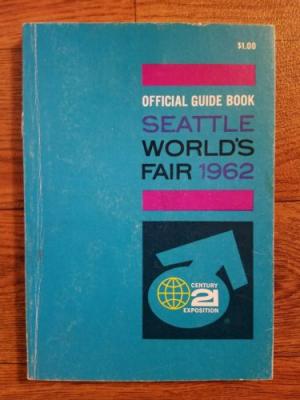 $1.00
OFFICIAL GUIDE BOOK
SEATTLE
WORLD'S
FAIR 1962
CENTURY
21
EXPOSITION